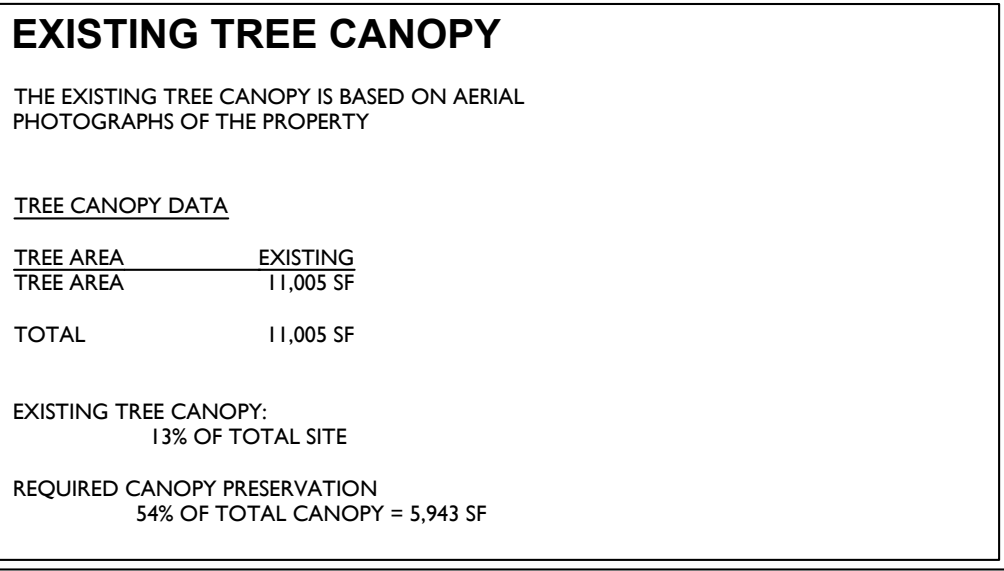 EXISTING TREE CANOPY
THE EXISTING TREE CANOPY IS BASED ON AERIAL
PHOTOGRAPHS OF THE PROPERTY
TREE CANOPY DATA
TREE AREA EXISTING
TREE AREA 11,005 SF
TOTAL 11,005 SF
EXISTING TREE CANOPY:
13% OF TOTAL SITE
REQUIRED CANOPY PRESERVATION
54% OF TOTAL CANOPY = 5,943 SF